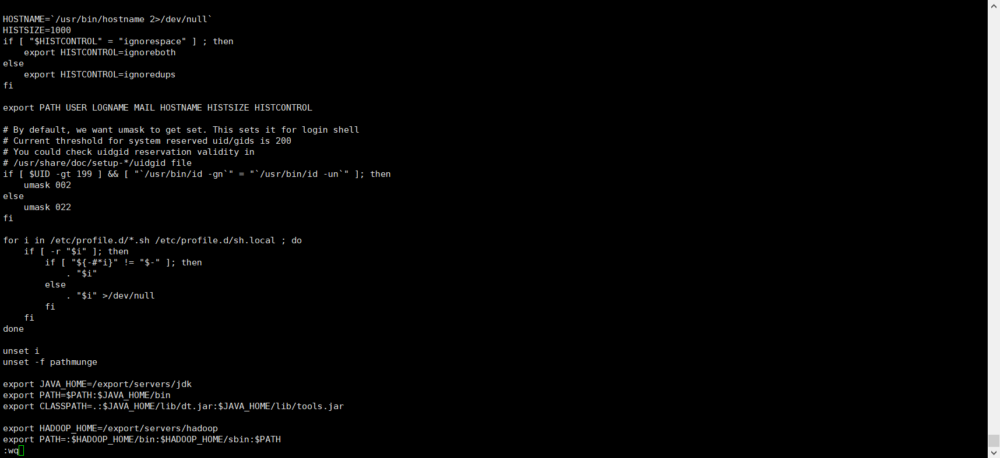 HOSTNAME=`/usr/bin/hostname 2>/dev/null`
HISTSIZE=1000
if [ "$HISTCONTROL" = "ignorespace" ] ; then
    export HISTCONTROL=ignoreboth
else
    export HISTCONTROL=ignoredups
fi

export PATH USER LOGNAME MAIL HOSTNAME HISTSIZE HISTCONTROL

# By default, we want umask to get set. This sets it for login shell
# Current threshold for system reserved uid/gids is 200
# You could check uidgid reservation validity in
# /usr/share/doc/setup-*/uidgid file
if [ $UID -gt 199 ] && [ "`/usr/bin/id -gn`" = "`/usr/bin/id -un`" ]; then
    umask 002
else
    umask 022
fi

for i in /etc/profile.d/*.sh /etc/profile.d/sh.local ; do
    if [ -r "$i" ]; then
        if [ "${-#*i}" != "$-" ]; then
            . "$i"
        else
            . "$i" >/dev/null
        fi
    fi
done

unset i
unset -f pathmunge

export JAVA_HOME=/export/servers/jdk
export PATH=$PATH:$JAVA_HOME/bin
export CLASSPATH=.:$JAVA_HOME/lib/dt.jar:$JAVA_HOME/lib/tools.jar

export HADOOP_HOME=/export/servers/hadoop
export PATH=:$HADOOP_HOME/bin:$HADOOP_HOME/sbin:$PATH
:wq